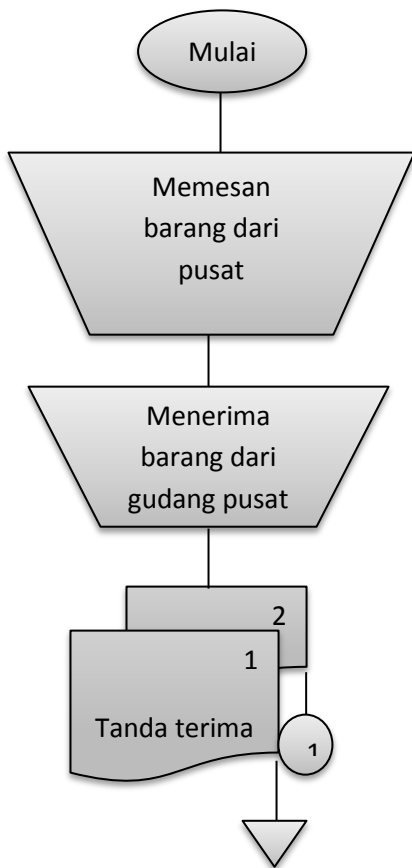 Mulai
Memesan
barang dari
pusat
Menerima
barang dari
gudang pusat
2
1
Tanda terima
1